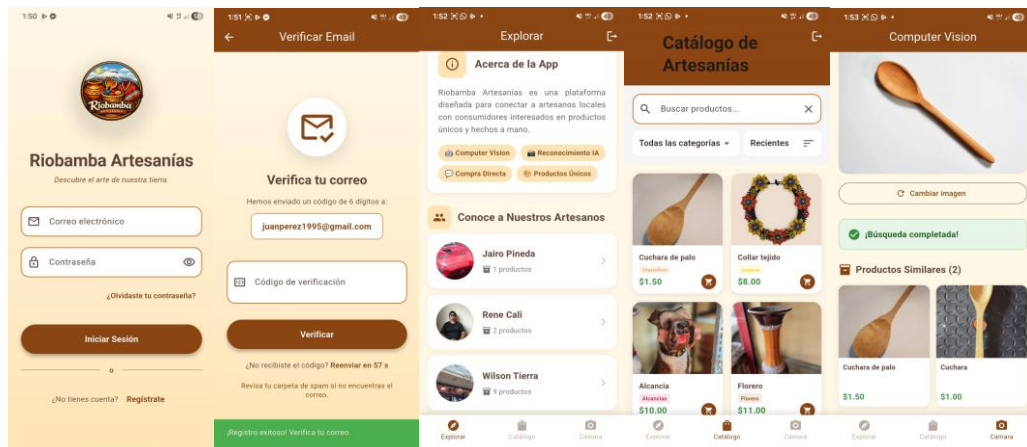 1:50
Riobamba
Riobamba Artesanías
Descubre el arte de nuestra tierra.
Correo electrónico
Contraseña
¿Olvidaste tu contraseña?
Iniciar Sesión
o
¿No tienes cuenta? Regístrate
1:51
Verificar Email
Verifica tu correo
Hemos enviado un código de 6 dígitos a:
juanperez1995@gmail.com
Código de verificación
Verificar
¿No recibiste el código? Reenviar en 57 s
Revisa tu carpeta de spam si no encuentras el
correo.
¡Registro exitoso! Verifica tu correo.
1:52
Explorar
Acerca de la App
Riobamba Artesanías es una plataforma
diseñada para conectar a artesanos locales
con consumidores interesados en productos
únicos y hechos a mano.
Computer Vision
Reconocimiento IA
Compra Directa
Productos Únicos
Conoce a Nuestros Artesanos
Jairo Pineda
1 productos
Rene Cali
2 productos
Wilson Tierra
9 productos
Explorar
Catálogo
Cámara
1:52
Catálogo de
Artesanías
Buscar productos...
Todas las categorías
Recientes
Cuchara de palo
$1.50
Collar tejido
$8.00
Alcancia
Alcancías
$10.00
Florero
Florero
$11.00
Explorar
Catálogo
Cámara
1:53
Computer Vision
Cambiar imagen
¡Búsqueda completada!
Productos Similares (2)
Cuchara de palo
$1.50
Cuchara
$1.00
Explorar
Catálogo
Cámara